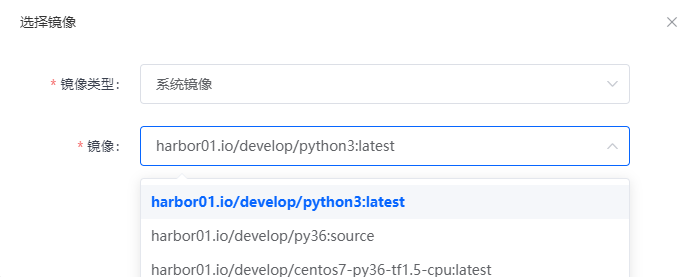 选择镜像
* 镜像类型： 系统镜像
* 镜像： harbor01.io/develop/python3:latest
harbor01.io/develop/python3:latest
harbor01.io/develop/py36:source
harbor01.io/develop/centos7-py36-tf1.5-cpu:latest